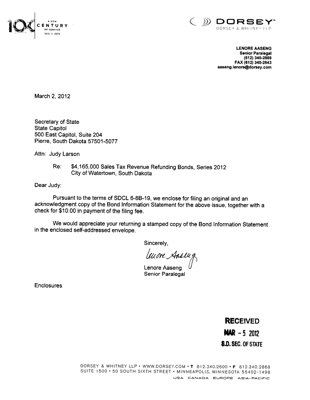 CENTURY
DORSEY
DORSEY & WHITNEY LLP
LENORE AASENG
Senior Paralegal
(612) 340-2669
FAX (612) 340-2643
aaseng.lenore@dorsey.com
March 2, 2012
Secretary of State
State Capitol
500 East Capitol, Suite 204
Pierre, South Dakota 57501-5077
Attn: Judy Larson
Re: $4,165,000 Sales Tax Revenue Refunding Bonds, Series 2012
City of Watertown, South Dakota
Dear Judy:
Pursuant to the terms of SDCL 6-8B-19, we enclose for filing an original and an
acknowledgment copy of the Bond Information Statement for the above issue, together with a
check for $10.00 in payment of the filing fee.
We would appreciate your returning a stamped copy of the Bond Information Statement
in the enclosed self-addressed envelope.
Sincerely,
Lenore Aaseng
Lenore Aaseng
Senior Paralegal
Enclosures
RECEIVED
MAR - 5 2012
S.D. SEC. OF STATE
DORSEY & WHITNEY LLP • WWW.DORSEY.COM • T 612.340.2600 • F 612.340.2868
SUITE 1500 • 50 SOUTH SIXTH STREET • MINNEAPOLIS, MINNESOTA 55402-1498
USA CANADA EUROPE ASIA-PACIFIC